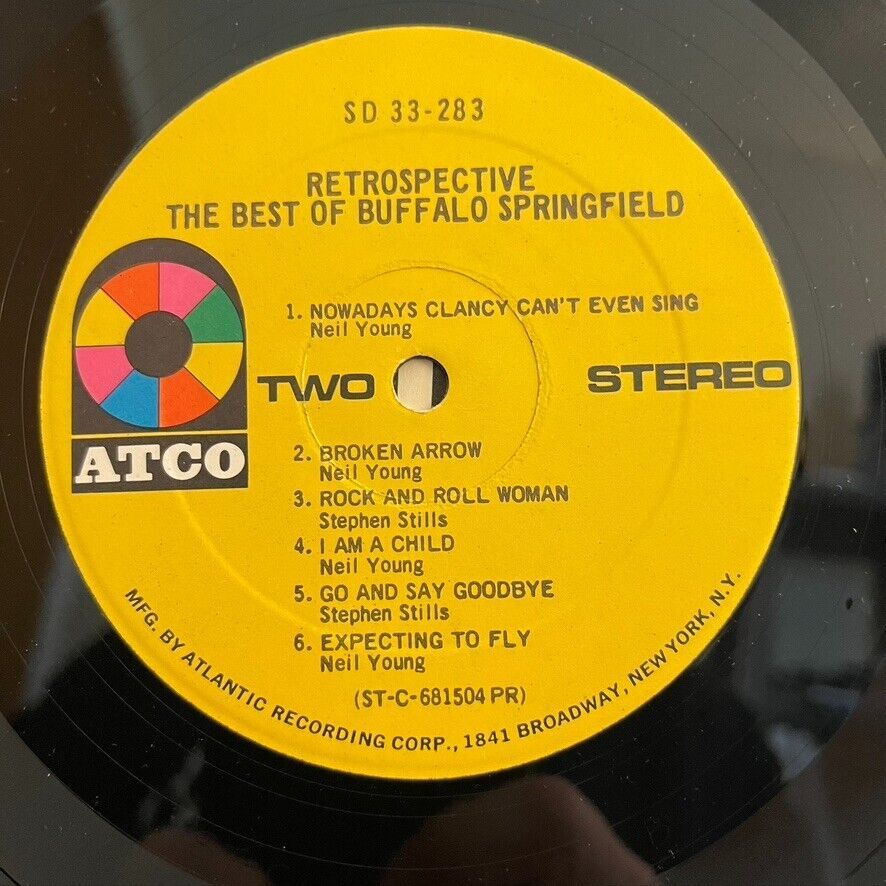 SD 33-283
RETROSPECTIVE
THE BEST OF BUFFALO SPRINGFIELD
1. NOWADAYS CLANCY CAN'T EVEN SING
Neil Young
TWO
STEREO
ATCO
2. BROKEN ARROW
Neil Young
3. ROCK AND ROLL WOMAN
Stephen Stills
4. I AM A CHILD
Neil Young
5. GO AND SAY GOODBYE
Stephen Stills
6. EXPECTING TO FLY
Neil Young
(ST-C-681504 PR)
MFG. BY ATLANTIC RECORDING CORP., 1841 BROADWAY, NEW YORK, N.Y.